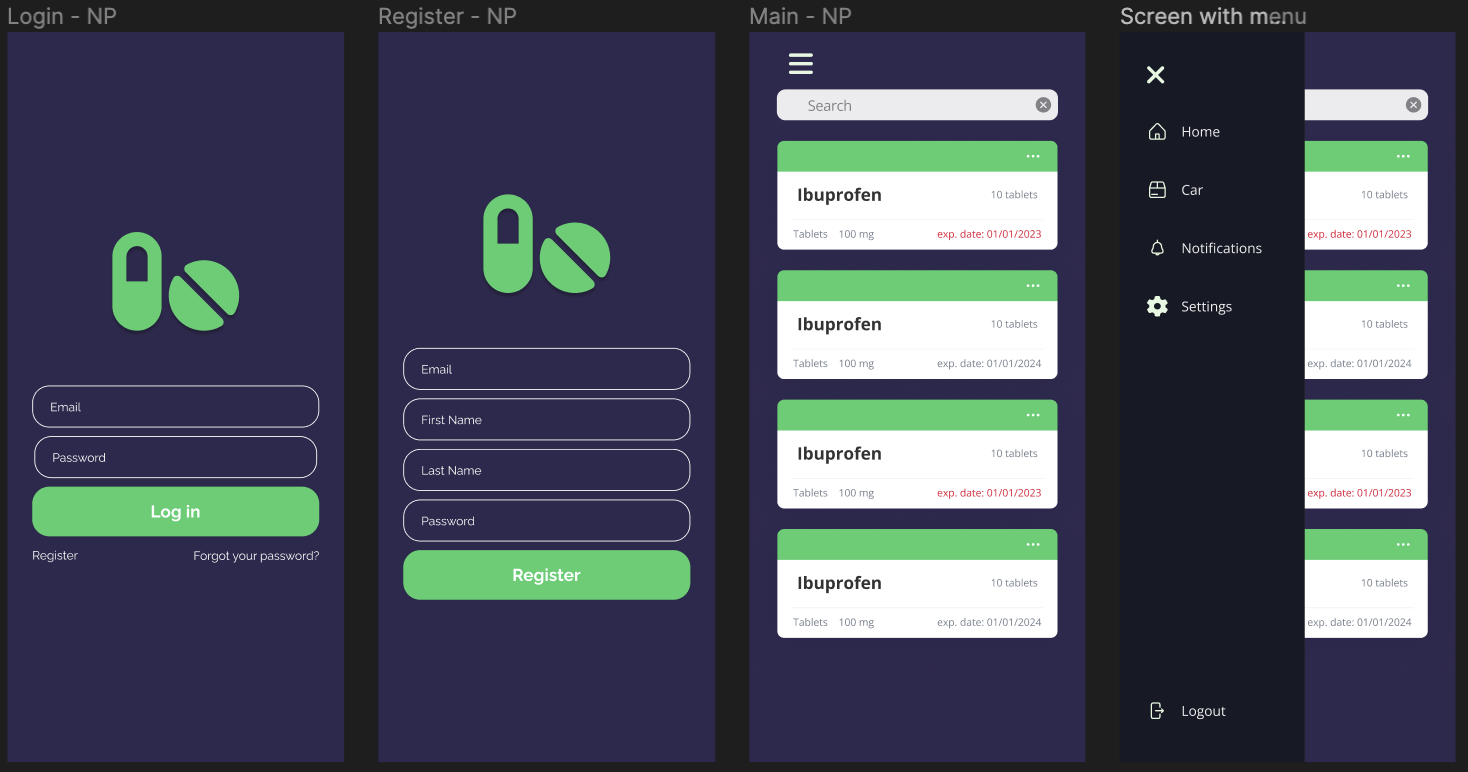 Login - NP
Register - NP
Main - NP
Screen with menu
Email
Password
Log in
Register
Forgot your password?
Email
First Name
Last Name
Password
Register
Search
Ibuprofen
10 tablets
Tablets 100 mg
exp. date: 01/01/2023
Ibuprofen
10 tablets
Tablets 100 mg
exp. date: 01/01/2024
Ibuprofen
10 tablets
Tablets 100 mg
exp. date: 01/01/2023
Ibuprofen
10 tablets
Tablets 100 mg
exp. date: 01/01/2024
Home
Car
Notifications
Settings
Logout
10 tablets
exp. date: 01/01/2023
10 tablets
exp. date: 01/01/2024
10 tablets
exp. date: 01/01/2023
10 tablets
exp. date: 01/01/2024